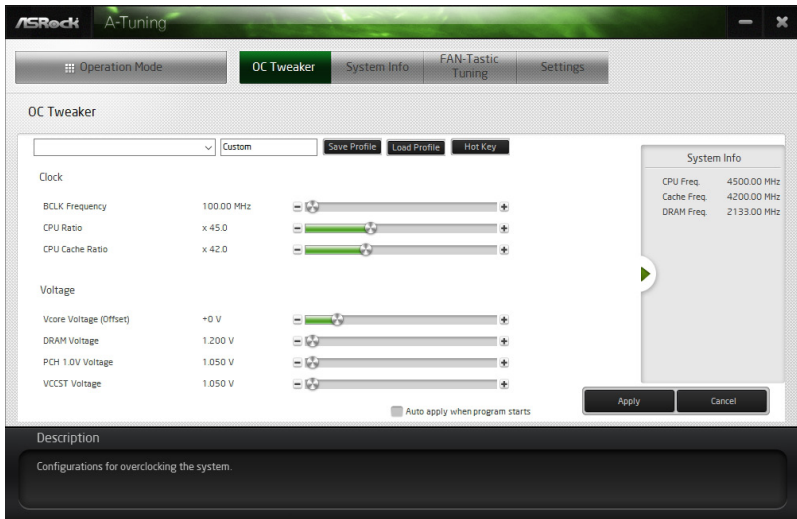 ASRock A-Tuning
Operation Mode OC Tweaker System Info FAN-Tastic Tuning Settings
OC Tweaker
Custom Save Profile Load Profile Hot Key
System Info
CPU Freq. 4500.00 MHz
Cache Freq. 4200.00 MHz
DRAM Freq. 2133.00 MHz
Clock
BCLK Frequency 100.00 MHz
CPU Ratio x 45.0
CPU Cache Ratio x 42.0
Voltage
Vcore Voltage (Offset) +0 V
DRAM Voltage 1.200 V
PCH 1.0V Voltage 1.050 V
VCCST Voltage 1.050 V
Auto apply when program starts
Apply Cancel
Description
Configurations for overclocking the system.